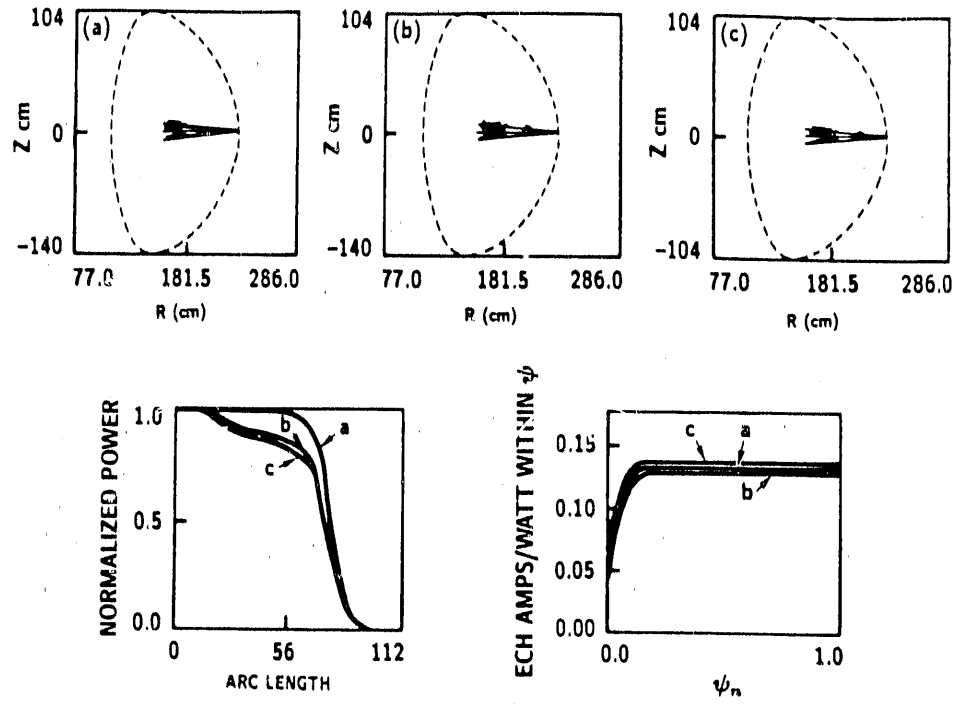 104
(a)
Z cm
0
-140
77.0
181.5
286.0
R (cm)
104
(b)
Z cm
0
-140
77.0
181.5
286.0
R (cm)
104
(c)
Z cm
0
-104
77.0
181.5
286.0
R (cm)
NORMALIZED POWER
1.0
0.5
0.0
a
b
c
0
56
112
ARC LENGTH
ECH AMPS/WATT WITHIN ψ
0.15
0.10
0.05
0.00
c
a
b
0.0
1.0